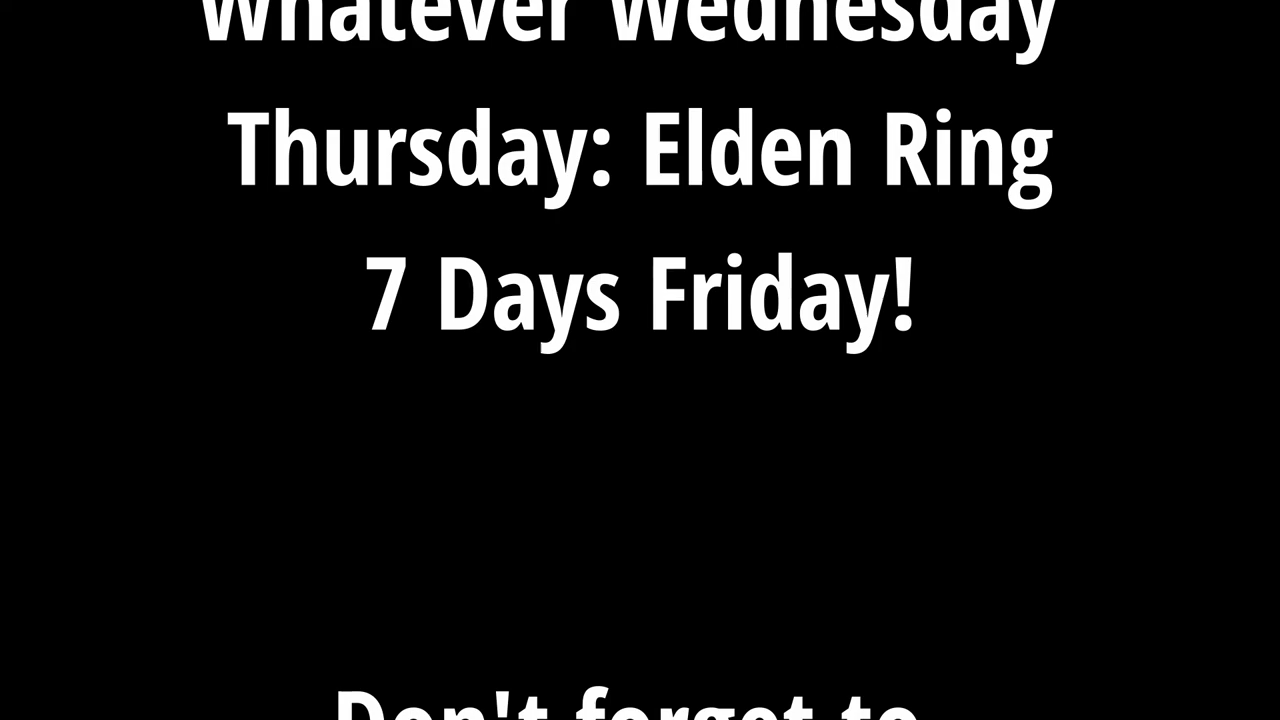 Whatever Wednesday
Thursday: Elden Ring
7 Days Friday!
Don't forget to